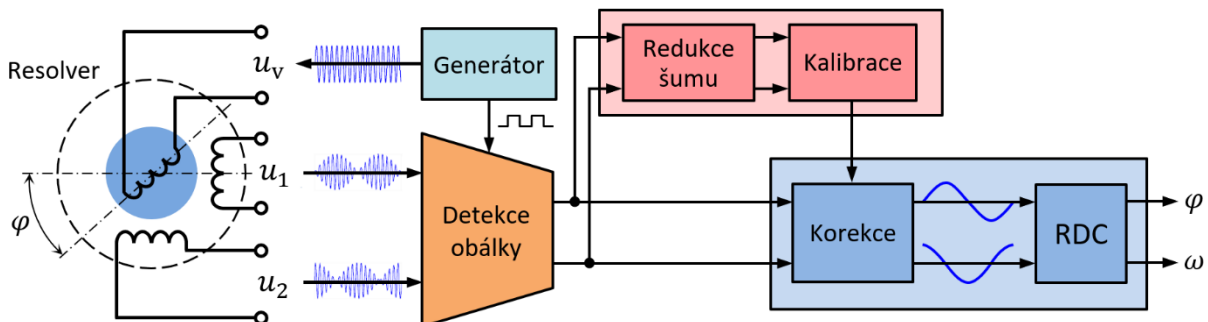 Resolver
u_v
Generátor
Redukce
šumu
Kalibrace
u_1
φ
Detekce
obálky
Korekce
RDC
φ
ω
u_2